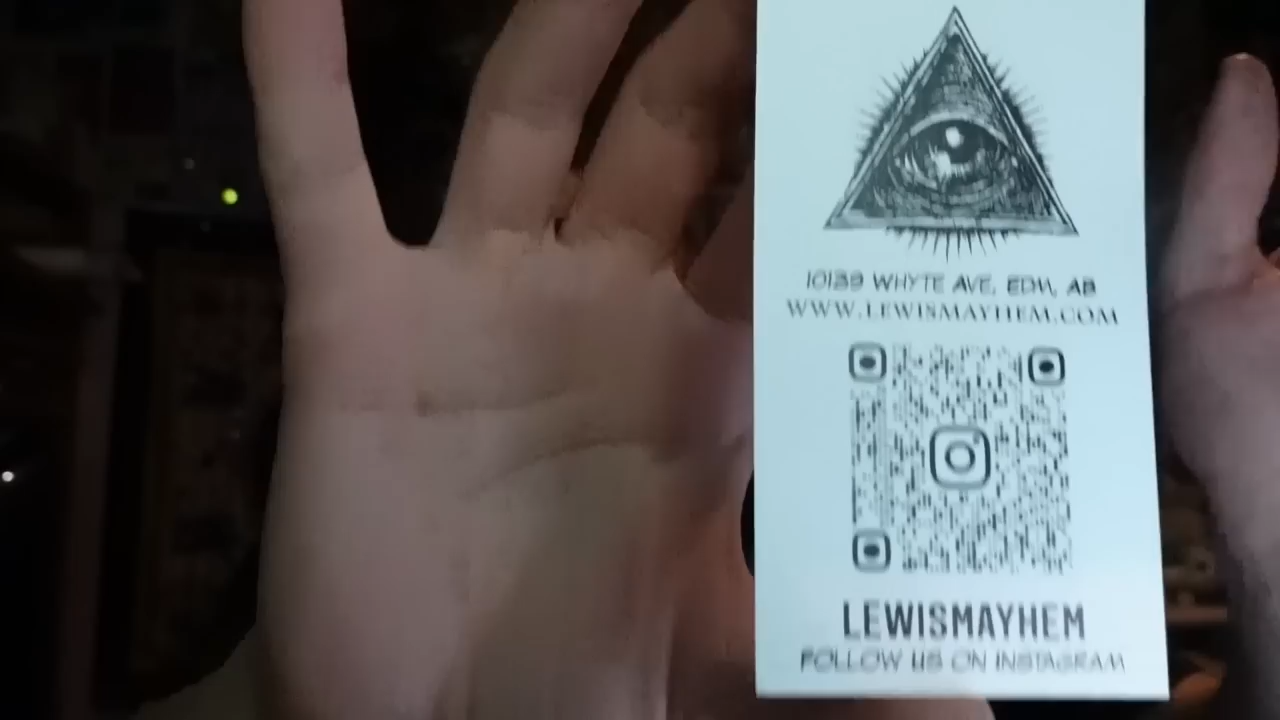 10139 WHYTE AVE, EDM, AB
WWW.LEWISMAYHEM.COM
LEWISMAYHEM
FOLLOW US ON INSTAGRAM